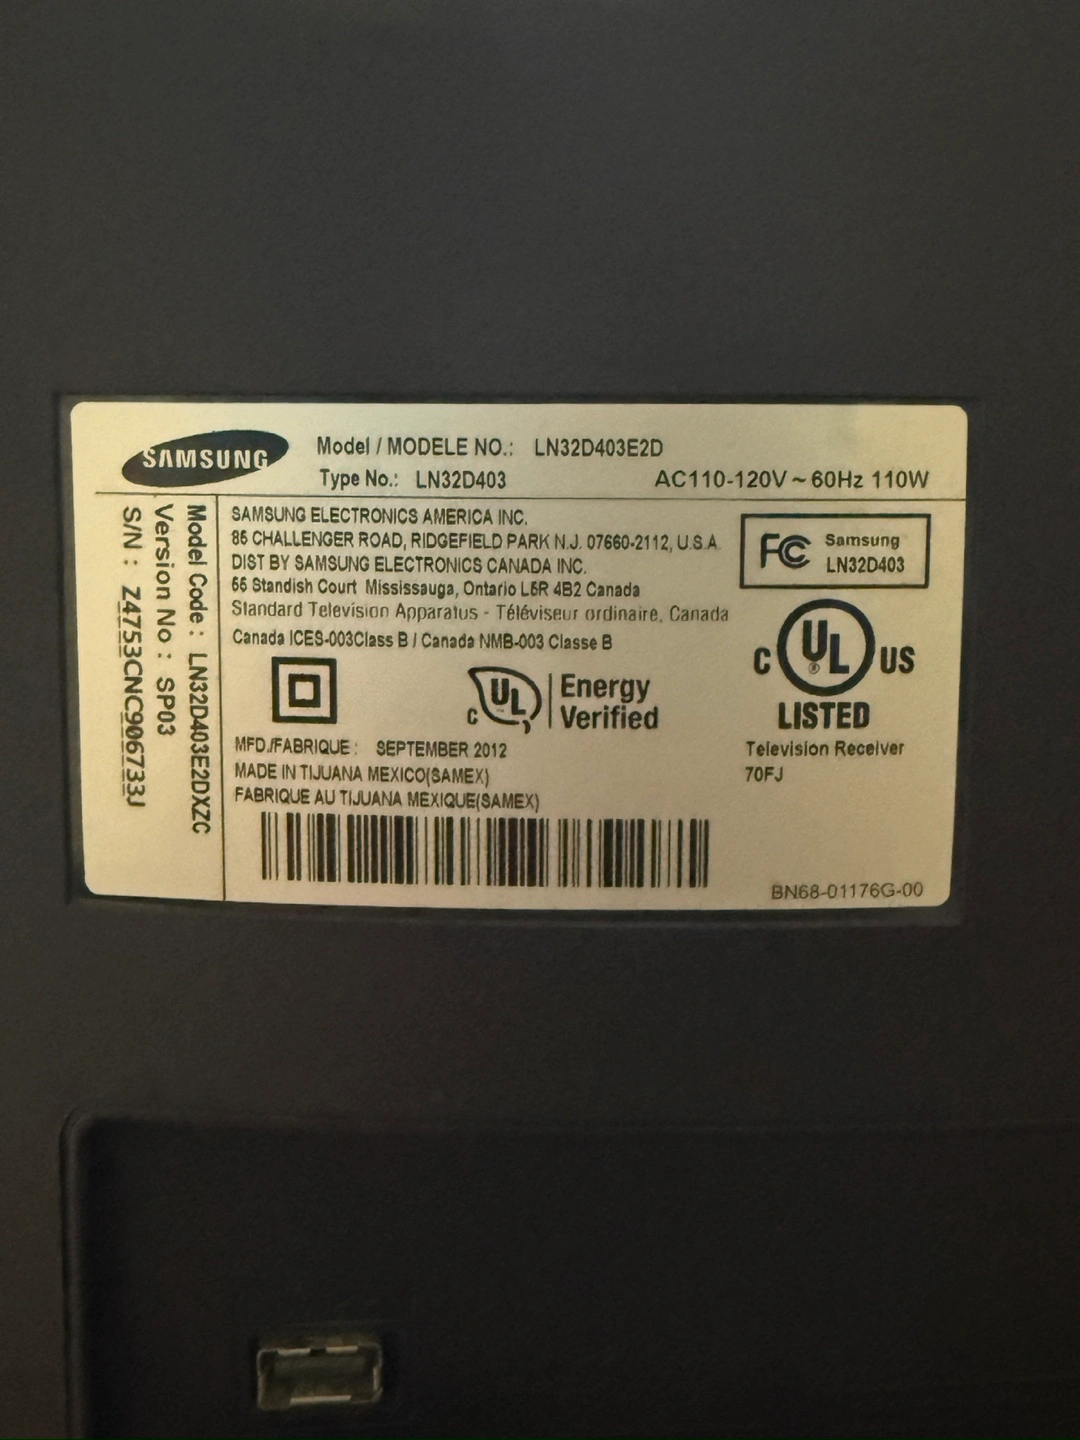 SAMSUNG
Model / MODELE NO.: LN32D403E2D
Type No.: LN32D403
AC110-120V ~ 60Hz 110W
Model Code : LN32D403E2DXZC
Version No : SP03
S/N : Z4753CNC906733J
SAMSUNG ELECTRONICS AMERICA INC.
85 CHALLENGER ROAD, RIDGEFIELD PARK N.J. 07660-2112, U.S.A
DIST BY SAMSUNG ELECTRONICS CANADA INC.
55 Standish Court Mississauga, Ontario L5R 4B2 Canada
Standard Television Apparatus - Téléviseur ordinaire, Canada
Canada ICES-003Class B / Canada NMB-003 Classe B
FC Samsung
LN32D403
C UL ® US
LISTED
Television Receiver
70FJ
C UL Energy
Verified
MFD./FABRIQUE : SEPTEMBER 2012
MADE IN TIJUANA MEXICO(SAMEX)
FABRIQUE AU TIJUANA MEXIQUE(SAMEX)
BN68-01176G-00